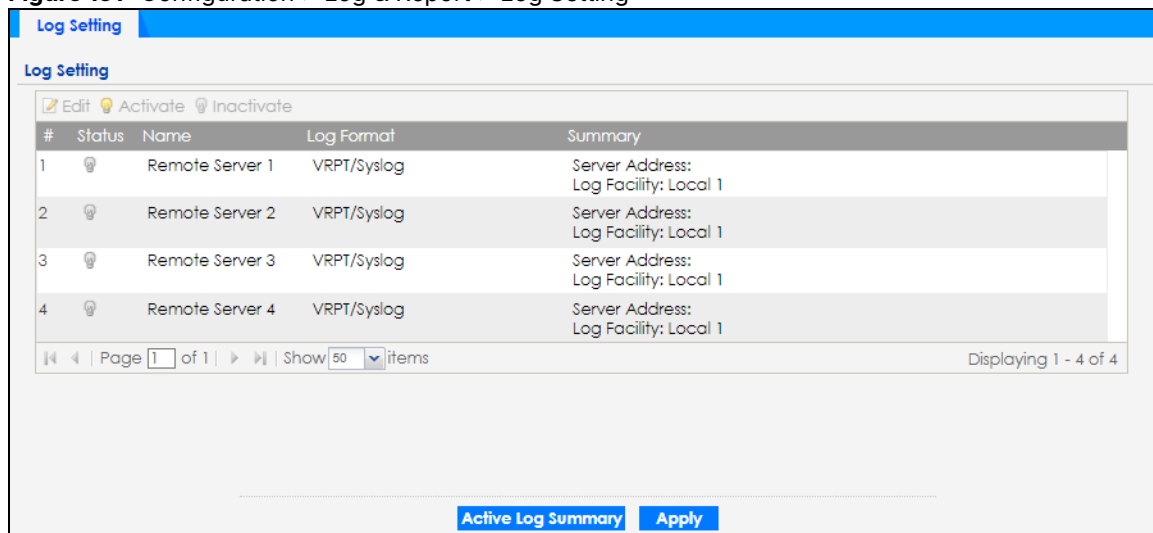 Log Setting
Log Setting
Edit Activate Inactivate
# Status Name Log Format Summary
1 Remote Server 1 VRPT/Syslog Server Address:
Log Facility: Local 1
2 Remote Server 2 VRPT/Syslog Server Address:
Log Facility: Local 1
3 Remote Server 3 VRPT/Syslog Server Address:
Log Facility: Local 1
4 Remote Server 4 VRPT/Syslog Server Address:
Log Facility: Local 1
Page 1 of 1 Show 50 items Displaying 1 - 4 of 4
Active Log Summary Apply